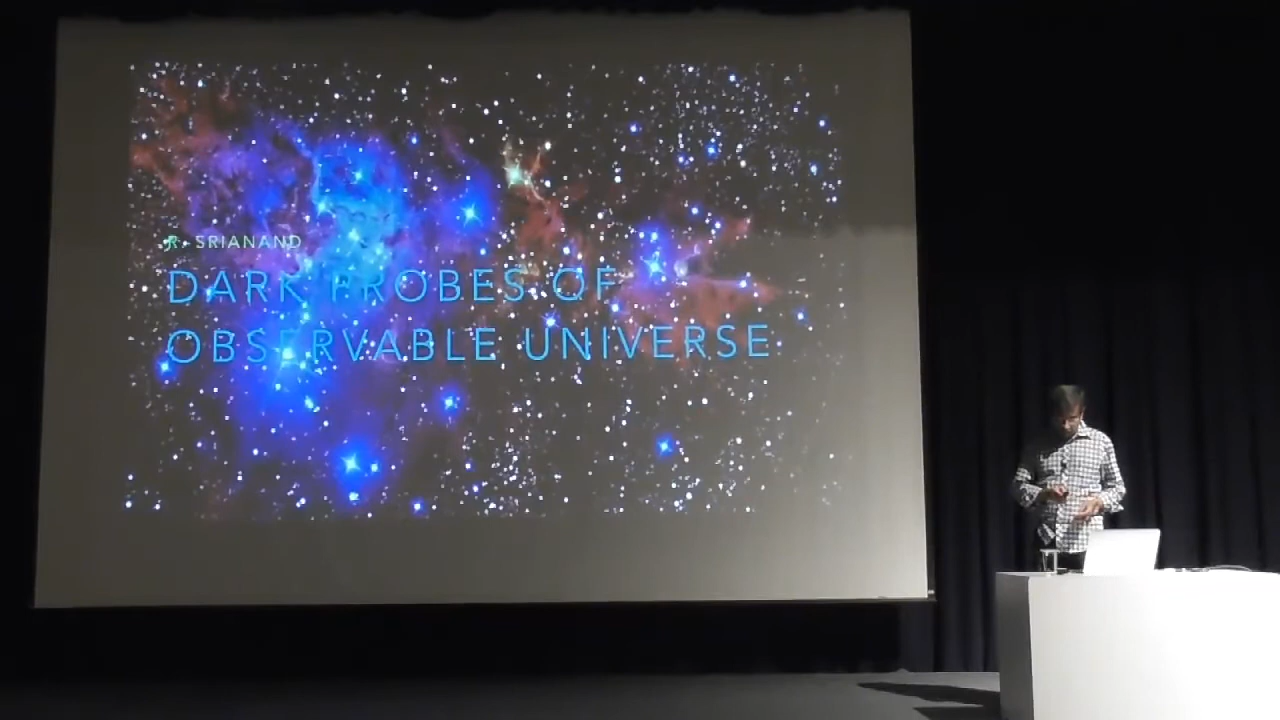 R. SRIANAND
DARK PROBES OF
OBSERVABLE UNIVERSE